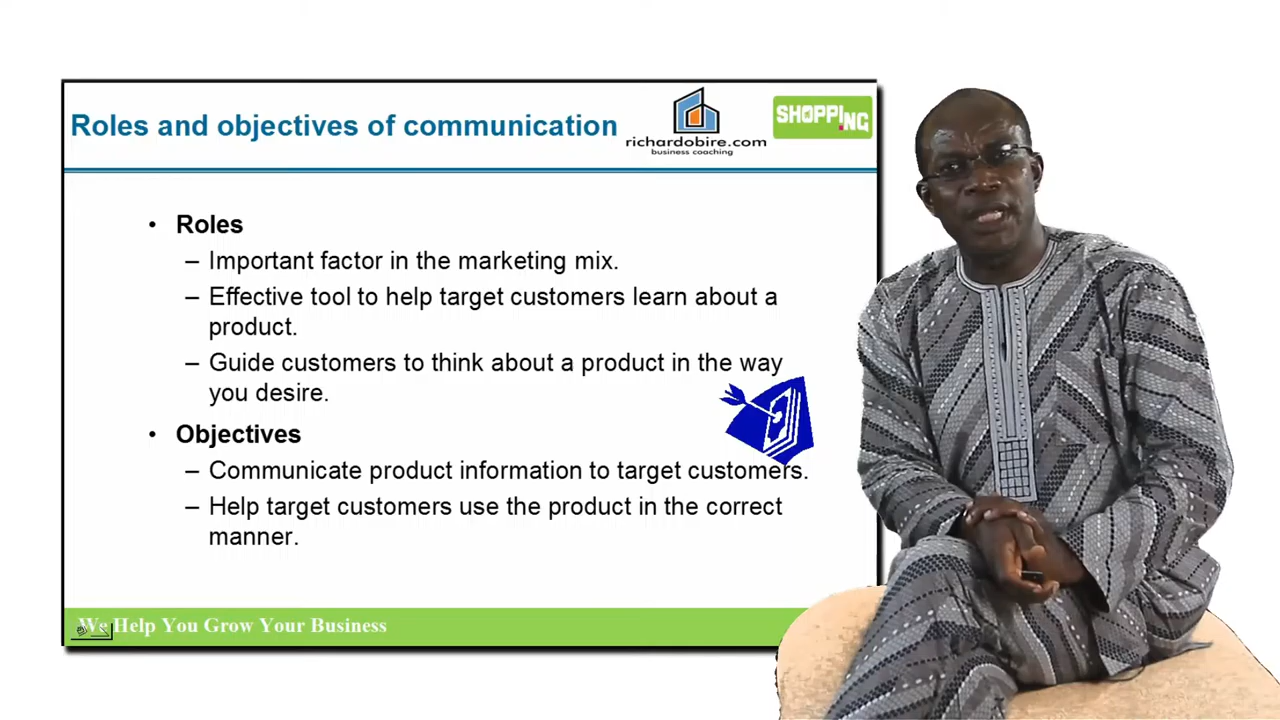 Roles and objectives of communication
richardobire.com
business coaching
SHOPPING
• Roles
– Important factor in the marketing mix.
– Effective tool to help target customers learn about a
product.
– Guide customers to think about a product in the way
you desire.
• Objectives
– Communicate product information to target customers.
– Help target customers use the product in the correct
manner.
We Help You Grow Your Business